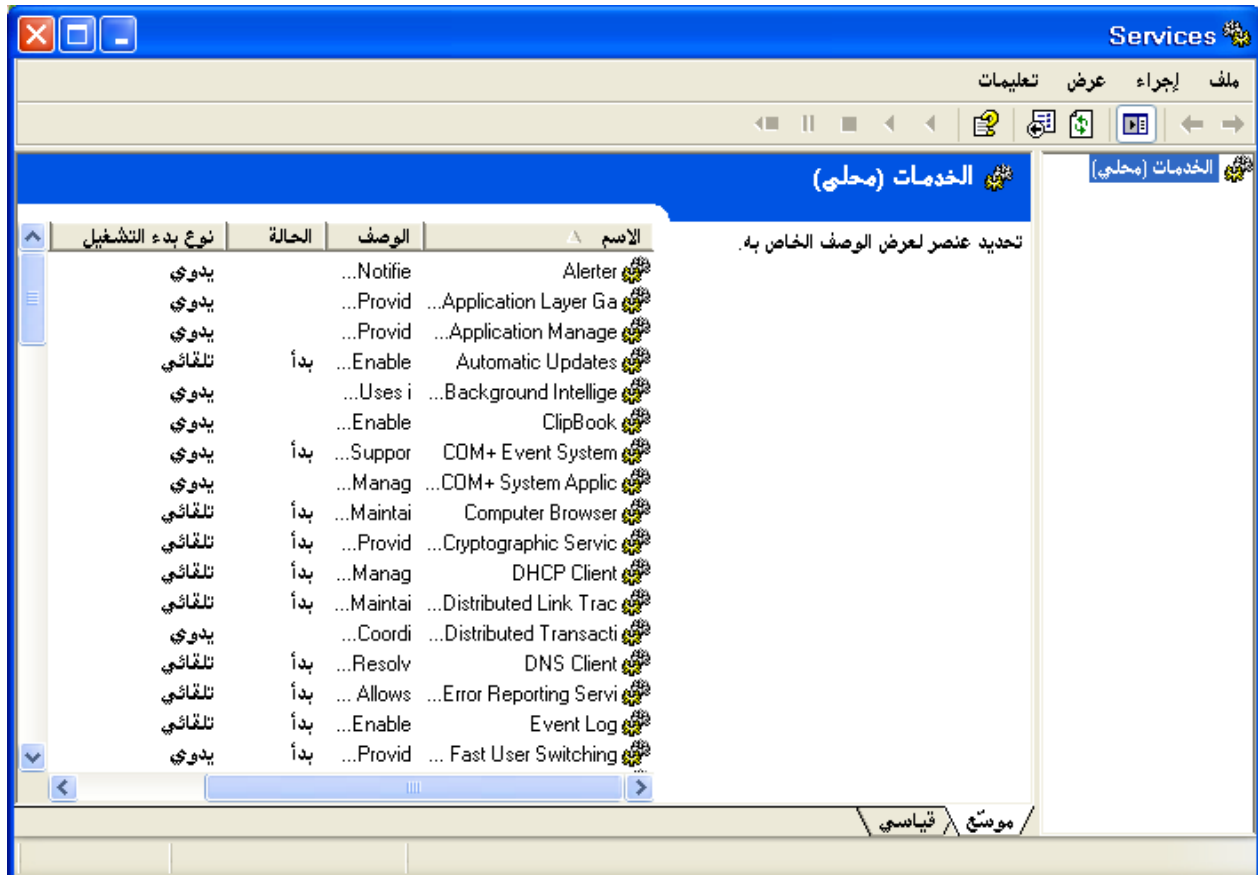 Services
ملف إجراء عرض تعليمات
الخدمات (محلي)
الخدمات (محلي)
تحديد عنصر لعرض الوصف الخاص به.
الاسم الوصف الحالة نوع بدء التشغيل
Alerter Notifie... يدوي
Application Layer Ga... Provid... يدوي
Application Manage... Provid... يدوي
Automatic Updates Enable... بدأ تلقائي
Background Intellige... Uses i... يدوي
ClipBook Enable... يدوي
COM+ Event System Suppor... بدأ يدوي
COM+ System Applic... Manag... يدوي
Computer Browser Maintai... بدأ تلقائي
Cryptographic Servic... Provid... بدأ تلقائي
DHCP Client Manag... بدأ تلقائي
Distributed Link Trac... Maintai... بدأ تلقائي
Distributed Transacti... Coordi... يدوي
DNS Client Resolv... بدأ تلقائي
Error Reporting Servi... Allows ... بدأ تلقائي
Event Log Enable... بدأ تلقائي
Fast User Switching ... Provid... بدأ يدوي
موسّع قياسي